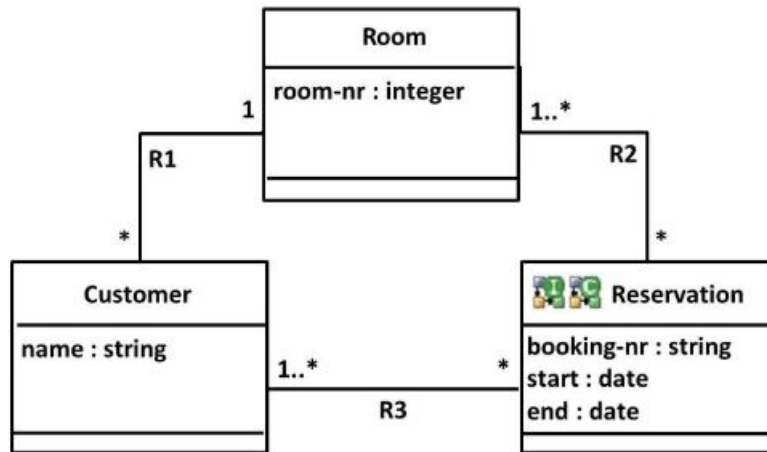 Room
room-nr : integer
1
1..*
R1
R2
*
*
Customer
I C Reservation
name : string
booking-nr : string
start : date
end : date
1..*
*
R3